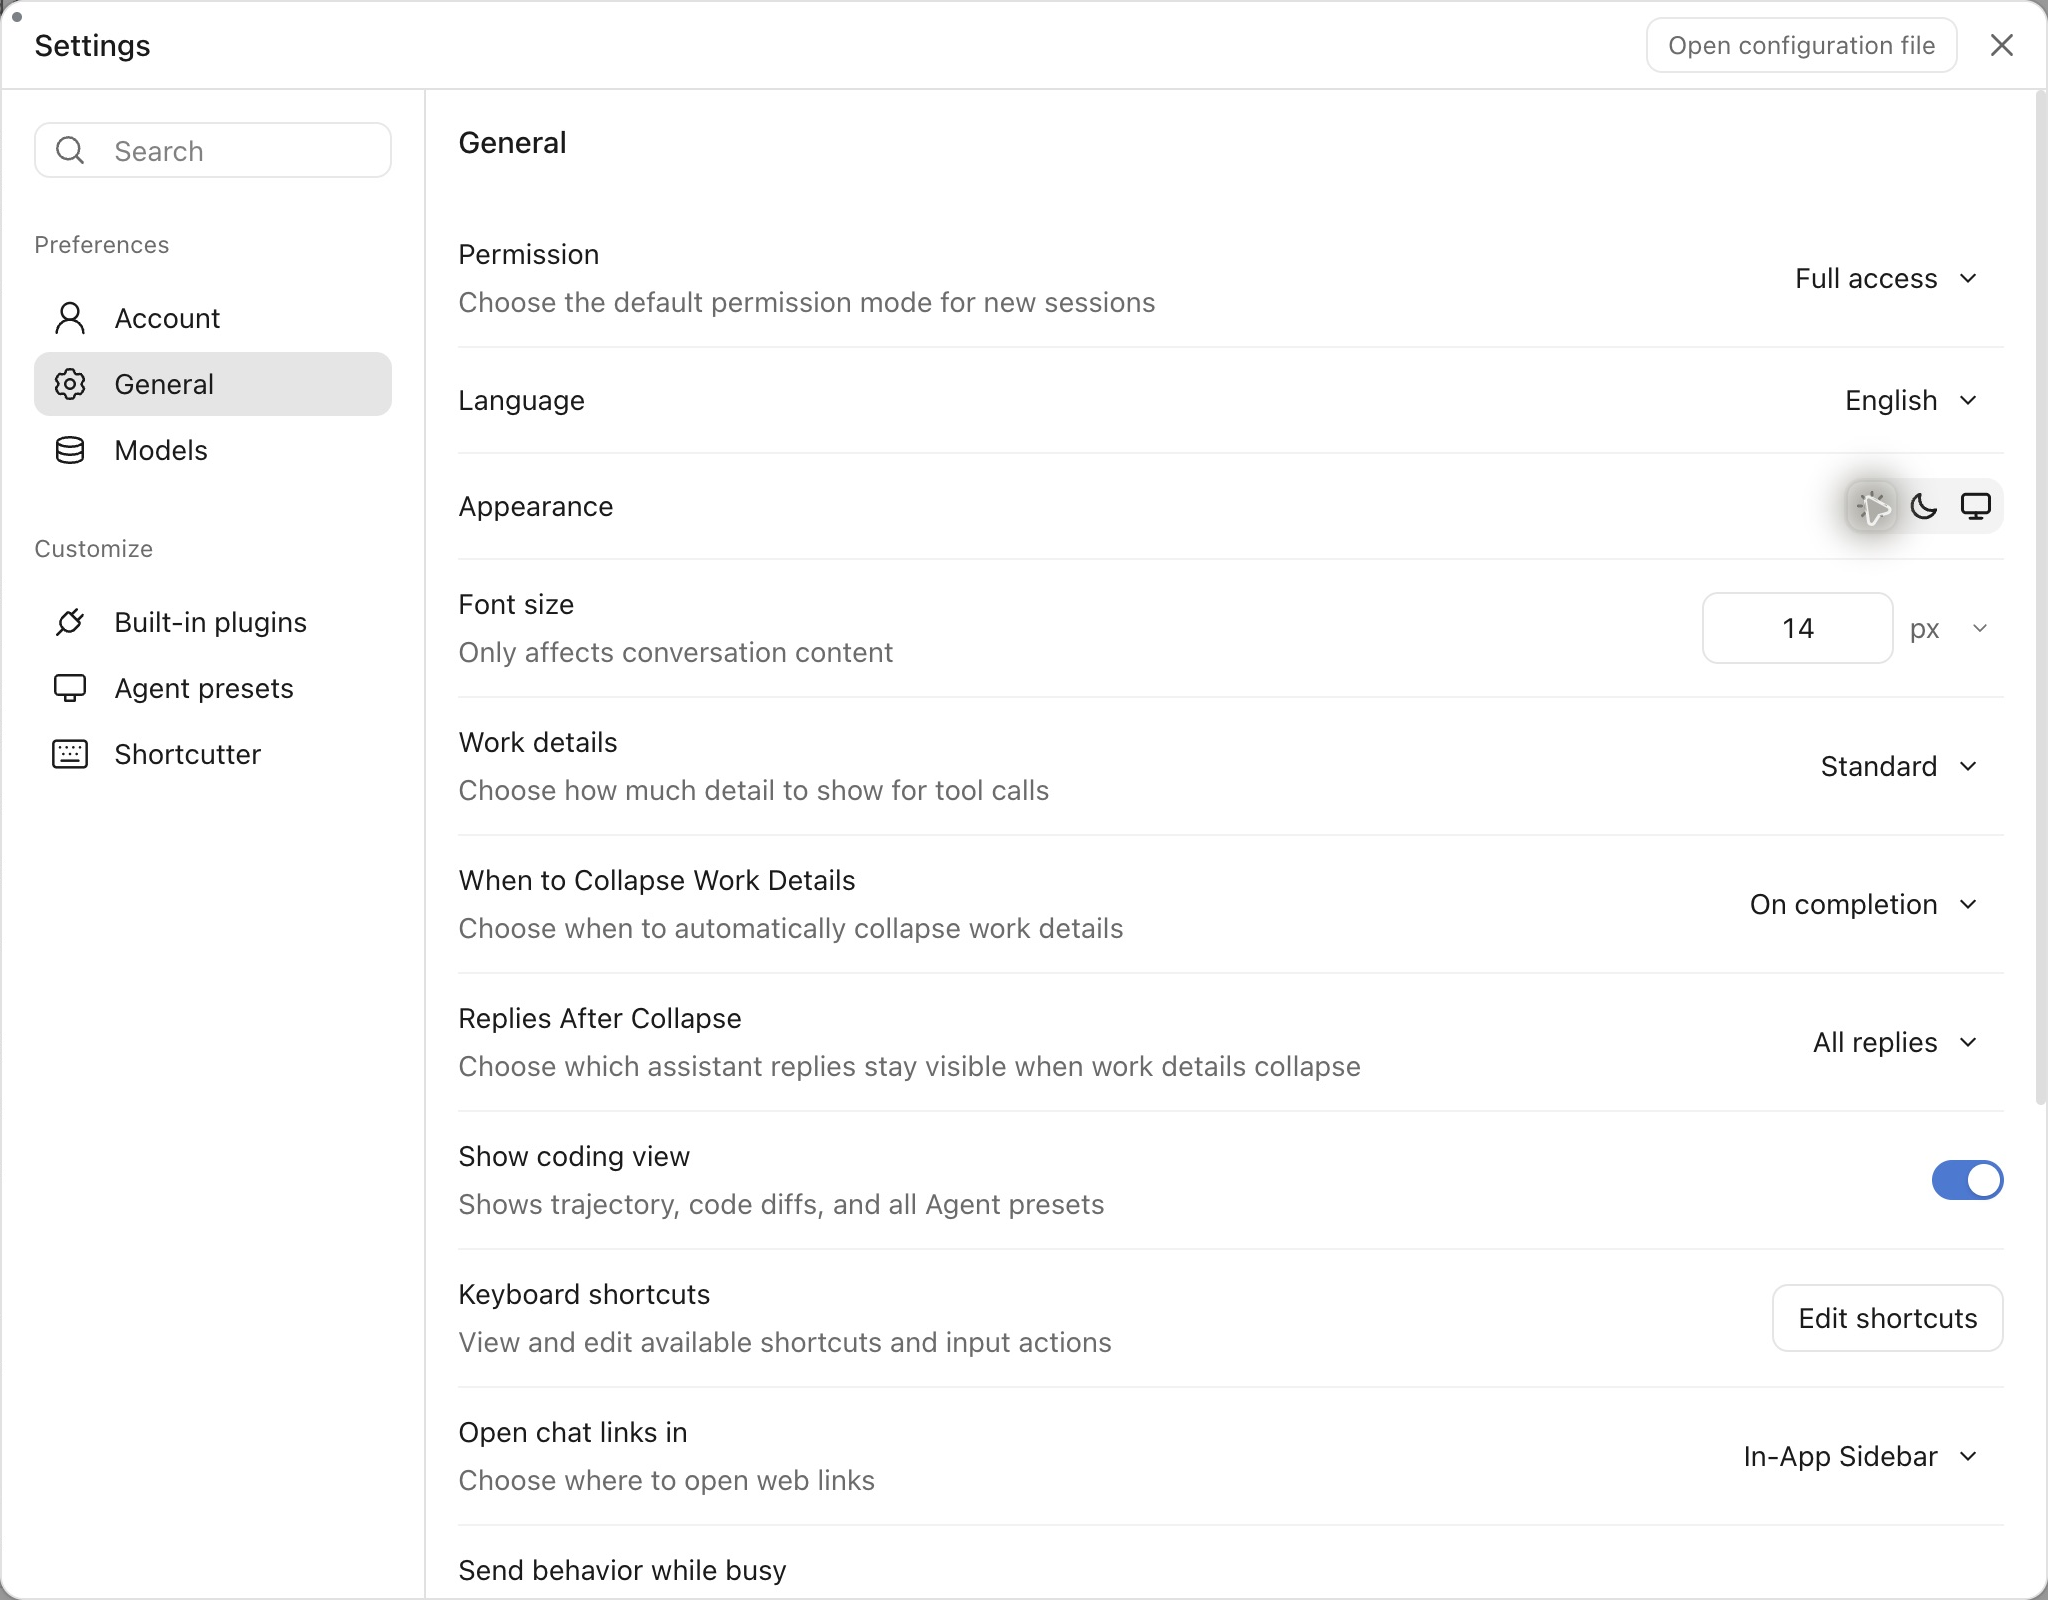 Settings
Open configuration file
Search
Preferences
Account
General
Models
Customize
Built-in plugins
Agent presets
Shortcutter
General
Permission
Choose the default permission mode for new sessions
Full access
Language
English
Appearance
Font size
Only affects conversation content
14 px
Work details
Choose how much detail to show for tool calls
Standard
When to Collapse Work Details
Choose when to automatically collapse work details
On completion
Replies After Collapse
Choose which assistant replies stay visible when work details collapse
All replies
Show coding view
Shows trajectory, code diffs, and all Agent presets
Keyboard shortcuts
View and edit available shortcuts and input actions
Edit shortcuts
Open chat links in
Choose where to open web links
In-App Sidebar
Send behavior while busy